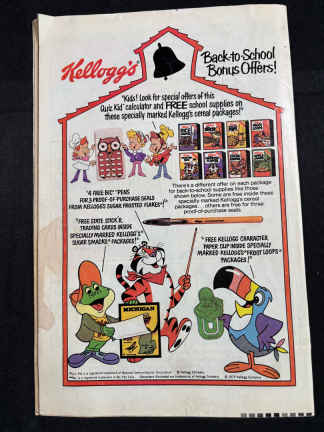 Kellogg's
Back-to-School
Bonus Offers!
"Kids! Look for special offers of this
Quiz Kid calculator and FREE school supplies on
these specially marked Kellogg's cereal packages!"
"4 FREE BIC PENS
FOR 3 PROOF-OF-PURCHASE SEALS
FROM KELLOGG'S SUGAR FROSTED FLAKES!"
There's a different offer on each package
for back-to-school supplies like those
shown below. Some are free inside these
specially marked Kellogg's cereal
packages... others are free for three
proof-of-purchase seals.
"FREE STATE STICK'R
TRADING CARDS INSIDE
SPECIALLY MARKED KELLOGG'S
SUGAR SMACKS PACKAGES!"
"FREE KELLOGG CHARACTER
PAPER CLIP INSIDE SPECIALLY
MARKED KELLOGG'S FROOT LOOPS
PACKAGES!"
MICHIGAN